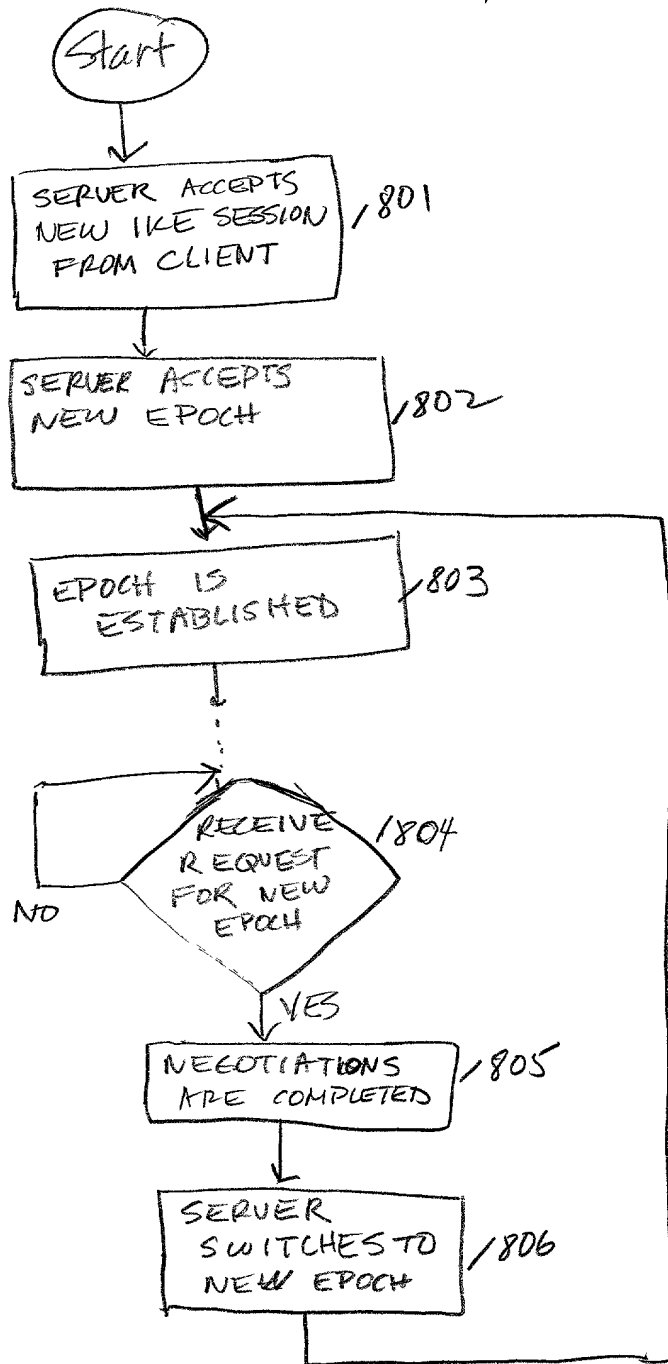 Start
SERVER ACCEPTS
NEW IKE SESSION
FROM CLIENT
801
SERVER ACCEPTS
NEW EPOCH
802
EPOCH IS
ESTABLISHED
803
RECEIVE
REQUEST
FOR NEW
EPOCH
804
NO
YES
NEGOTIATIONS
ARE COMPLETED
805
SERVER
SWITCHES TO
NEW EPOCH
806